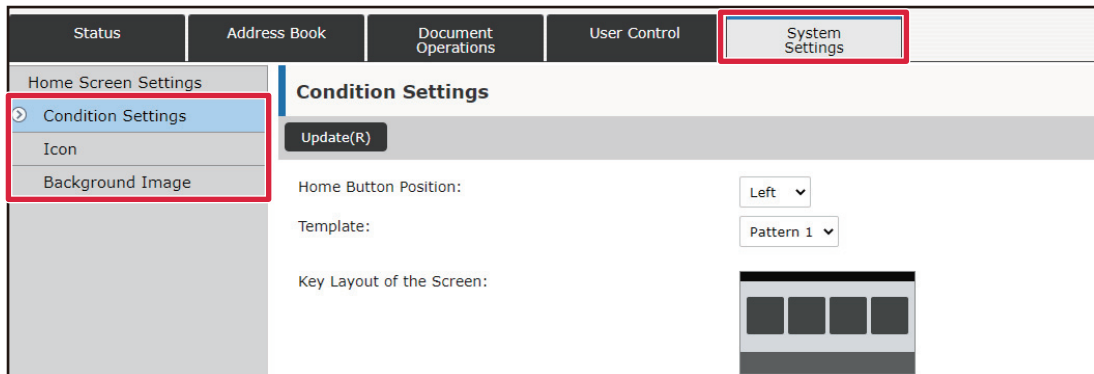 Status
Address Book
Document
Operations
User Control
System
Settings
Home Screen Settings
Condition Settings
Icon
Background Image
Condition Settings
Update(R)
Home Button Position:
Left
Template:
Pattern 1
Key Layout of the Screen: